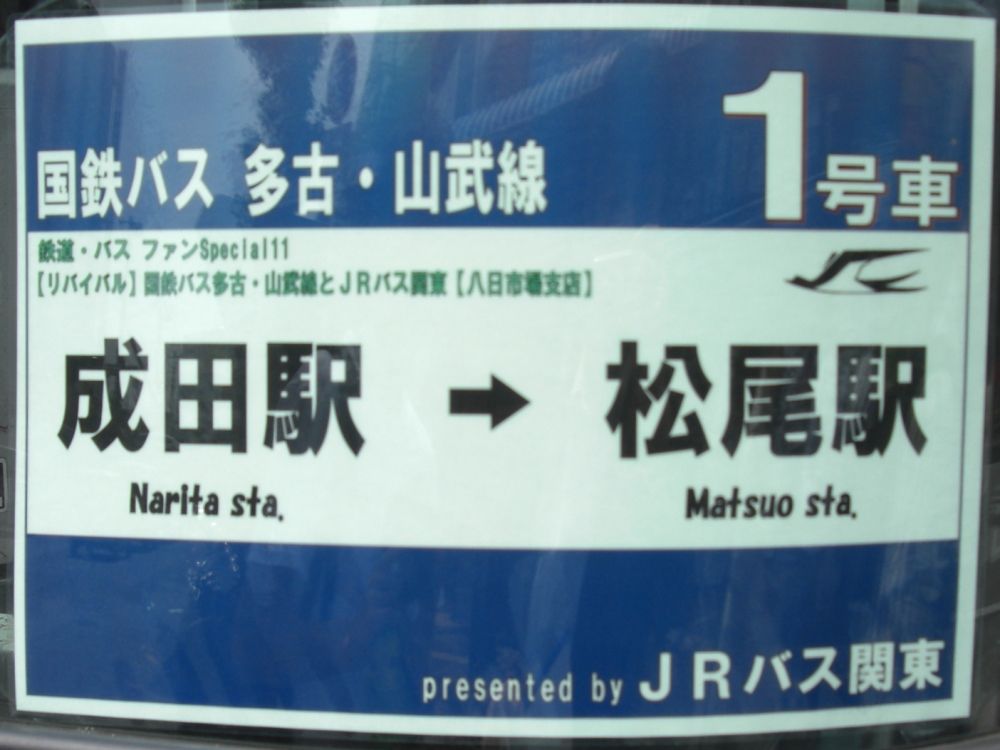 1号車
国鉄バス 多古・山武線
鉄道・バス ファンSpecial11
【リバイバル】国鉄バス多古・山武線とJRバス関東【八日市場支店】
成田駅 → 松尾駅
Narita sta. Matsuo sta.
presented by JRバス関東